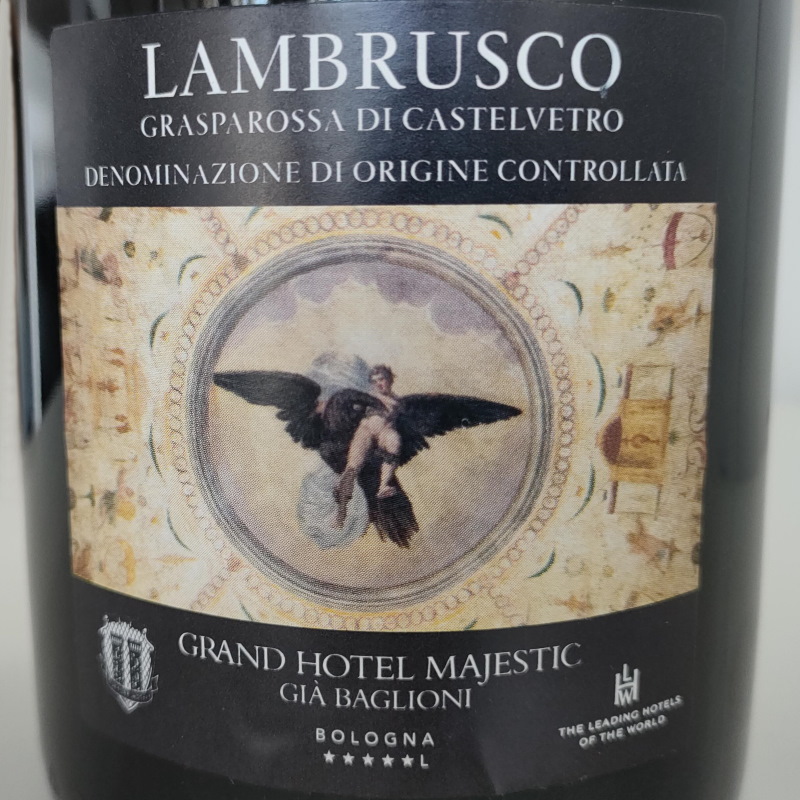 LAMBRUSCO
GRASPAROSSA DI CASTELVETRO
DENOMINAZIONE DI ORIGINE CONTROLLATA
GRAND HOTEL MAJESTIC
GIÀ BAGLIONI
BOLOGNA
★★★★★L
LHW
THE LEADING HOTELS
OF THE WORLD